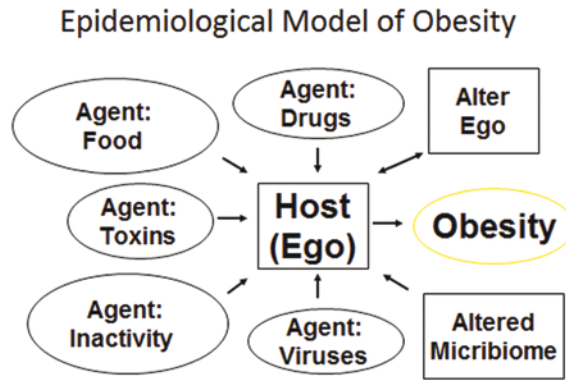 Epidemiological Model of Obesity
Agent:
Food
Agent:
Drugs
Alter
Ego
Agent:
Toxins
Host
(Ego)
Obesity
Agent:
Inactivity
Agent:
Viruses
Altered
Micribiome